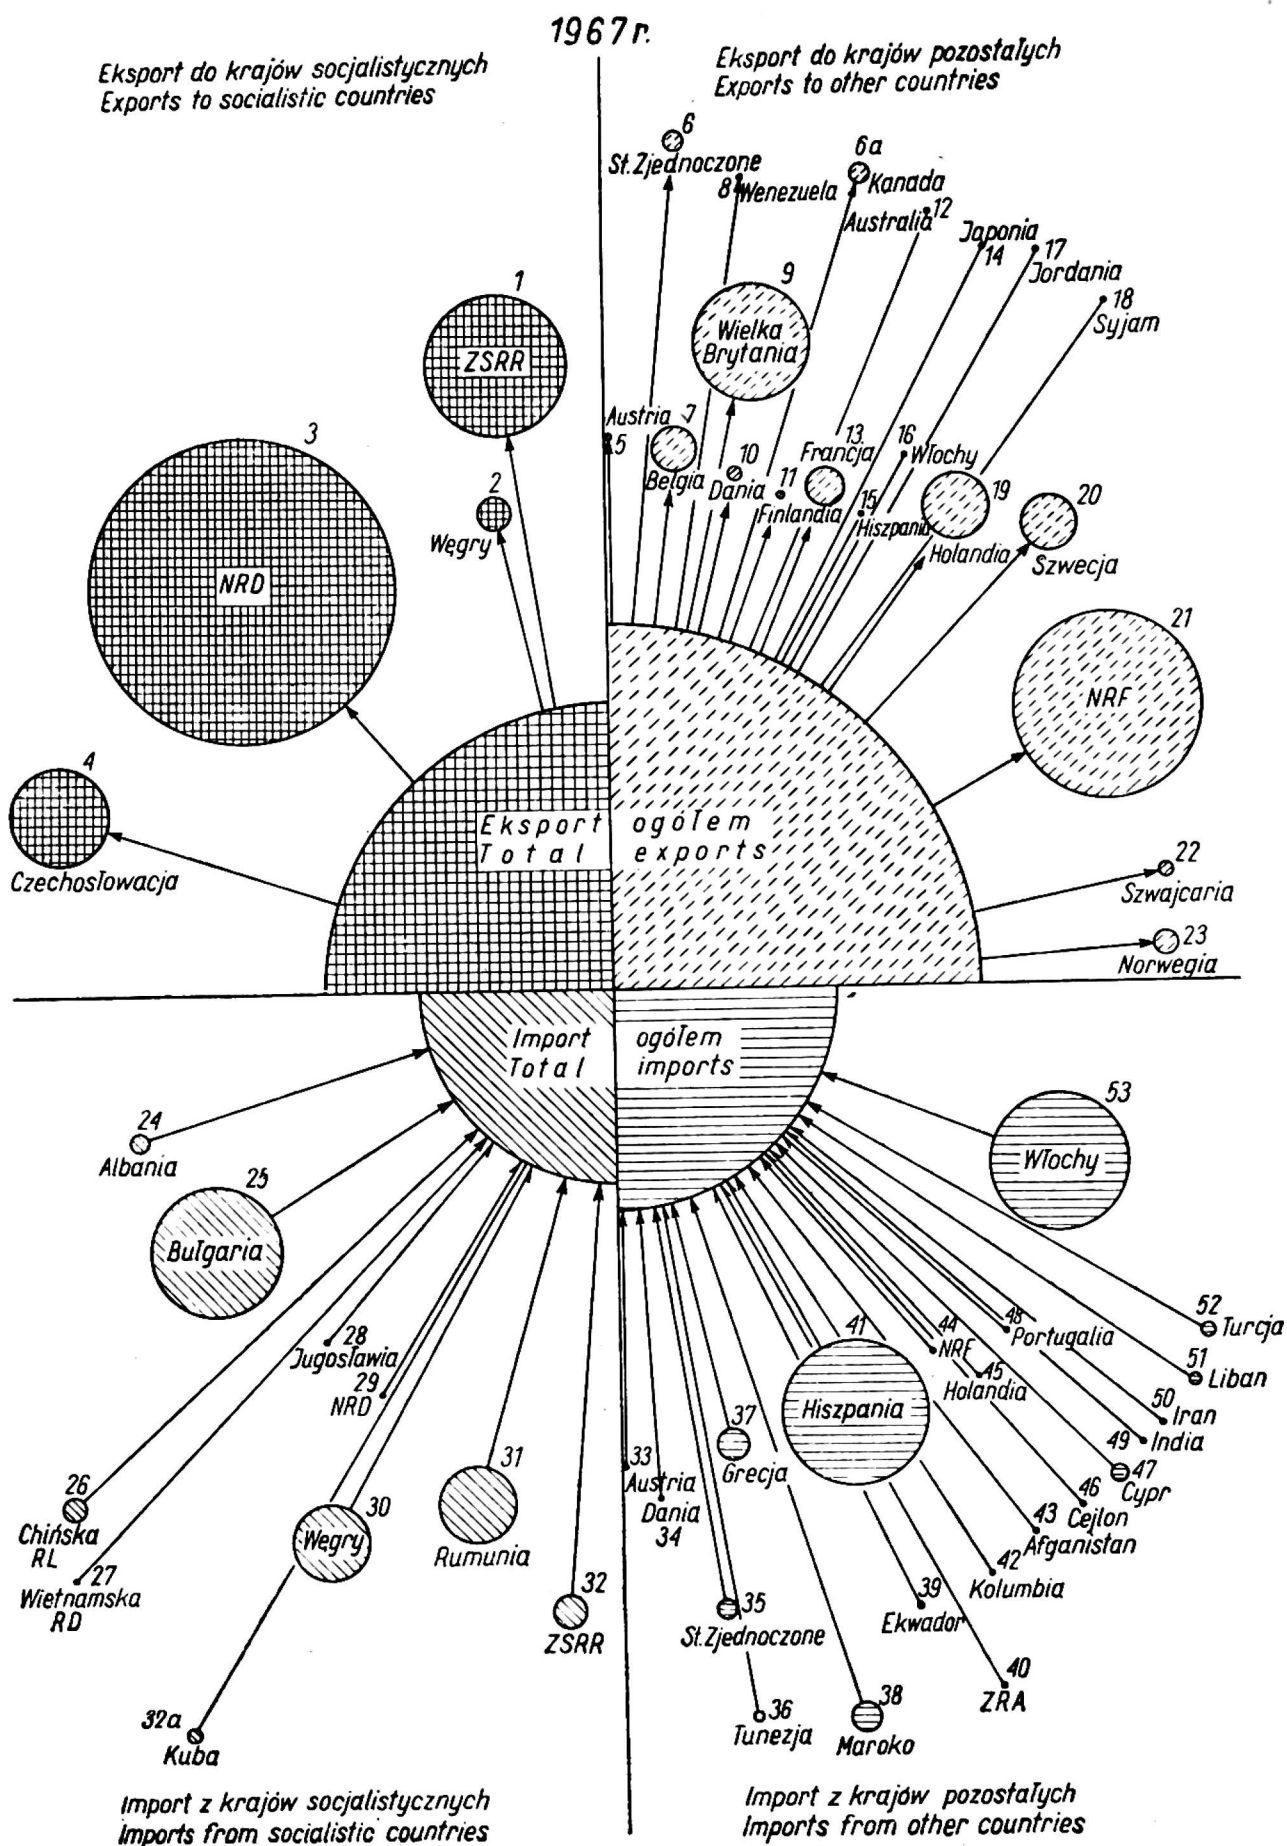 1967r.
Eksport do krajów socjalistycznych
Exports to socialistic countries
Eksport do krajów pozostałych
Exports to other countries
6
St. Zjednoczone
8 Wenezuela
6a
Kanada
Australia 12
Japonia
14
17
Jordania
18
Syjam
1
ZSRR
9
Wielka
Brytania
3
NRD
2
Węgry
Austria
5
7
Belgia
10
Dania
11
Finlandia
13.
Francja
16
Włochy
15
Hiszpania
19
Holandia
20
Szwecja
21
NRF
4
Czechosłowacja
22
Szwajcaria
23
Norwegia
Eksport ogółem
Total exports
Import ogółem
Total imports
24
Albania
25
Bułgaria
53
Włochy
28
Jugosławia
29
NRD
26
Chińska
RL
27
Wietnamska
RD
30
Węgry
31
Rumunia
32
ZSRR
32a
Kuba
33
Austria
Dania
34
35
St. Zjednoczone
36
Tunezja
37
Grecja
38
Maroko
39
Ekwador
40
ZRA
41
Hiszpania
42
Kolumbia
43
Afganistan
44
NRF
45
Holandia
46
Cejlon
47
Cypr
48
Portugalia
49 India
50
Iran
51
Liban
52
Turcja
Import z krajów socjalistycznych
Imports from socialistic countries
Import z krajów pozostałych
Imports from other countries